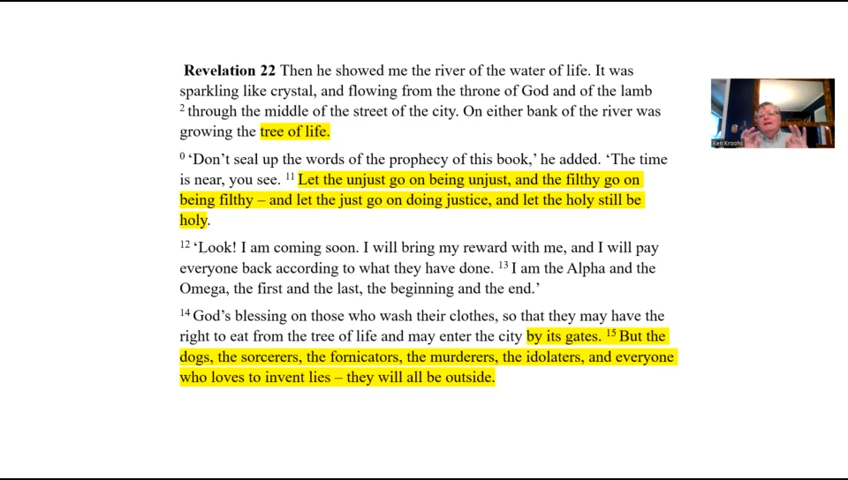 Revelation 22 Then he showed me the river of the water of life. It was
sparkling like crystal, and flowing from the throne of God and of the lamb
2 through the middle of the street of the city. On either bank of the river was
growing the tree of life.
0 ‘Don’t seal up the words of the prophecy of this book,’ he added. ‘The time
is near, you see. 11 Let the unjust go on being unjust, and the filthy go on
being filthy – and let the just go on doing justice, and let the holy still be
holy.
12 ‘Look! I am coming soon. I will bring my reward with me, and I will pay
everyone back according to what they have done. 13 I am the Alpha and the
Omega, the first and the last, the beginning and the end.’
14 God’s blessing on those who wash their clothes, so that they may have the
right to eat from the tree of life and may enter the city by its gates. 15 But the
dogs, the sorcerers, the fornicators, the murderers, the idolaters, and everyone
who loves to invent lies – they will all be outside.
Ken Kroohs